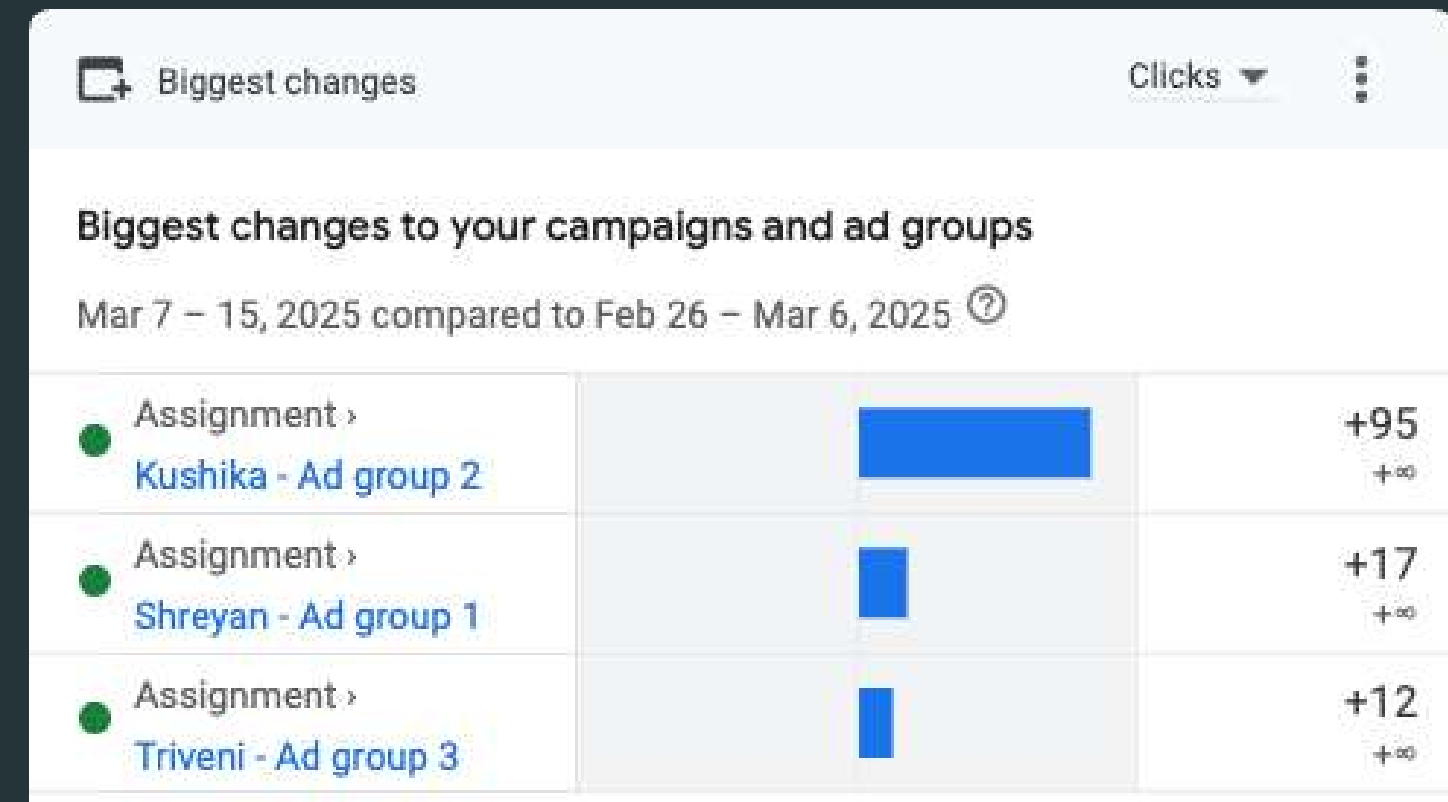 Biggest changes
Clicks
Biggest changes to your campaigns and ad groups
Mar 7 – 15, 2025 compared to Feb 26 – Mar 6, 2025 ?
Assignment ›
Kushika - Ad group 2
+95
+∞
Assignment ›
Shreyan - Ad group 1
+17
+∞
Assignment ›
Triveni - Ad group 3
+12
+∞